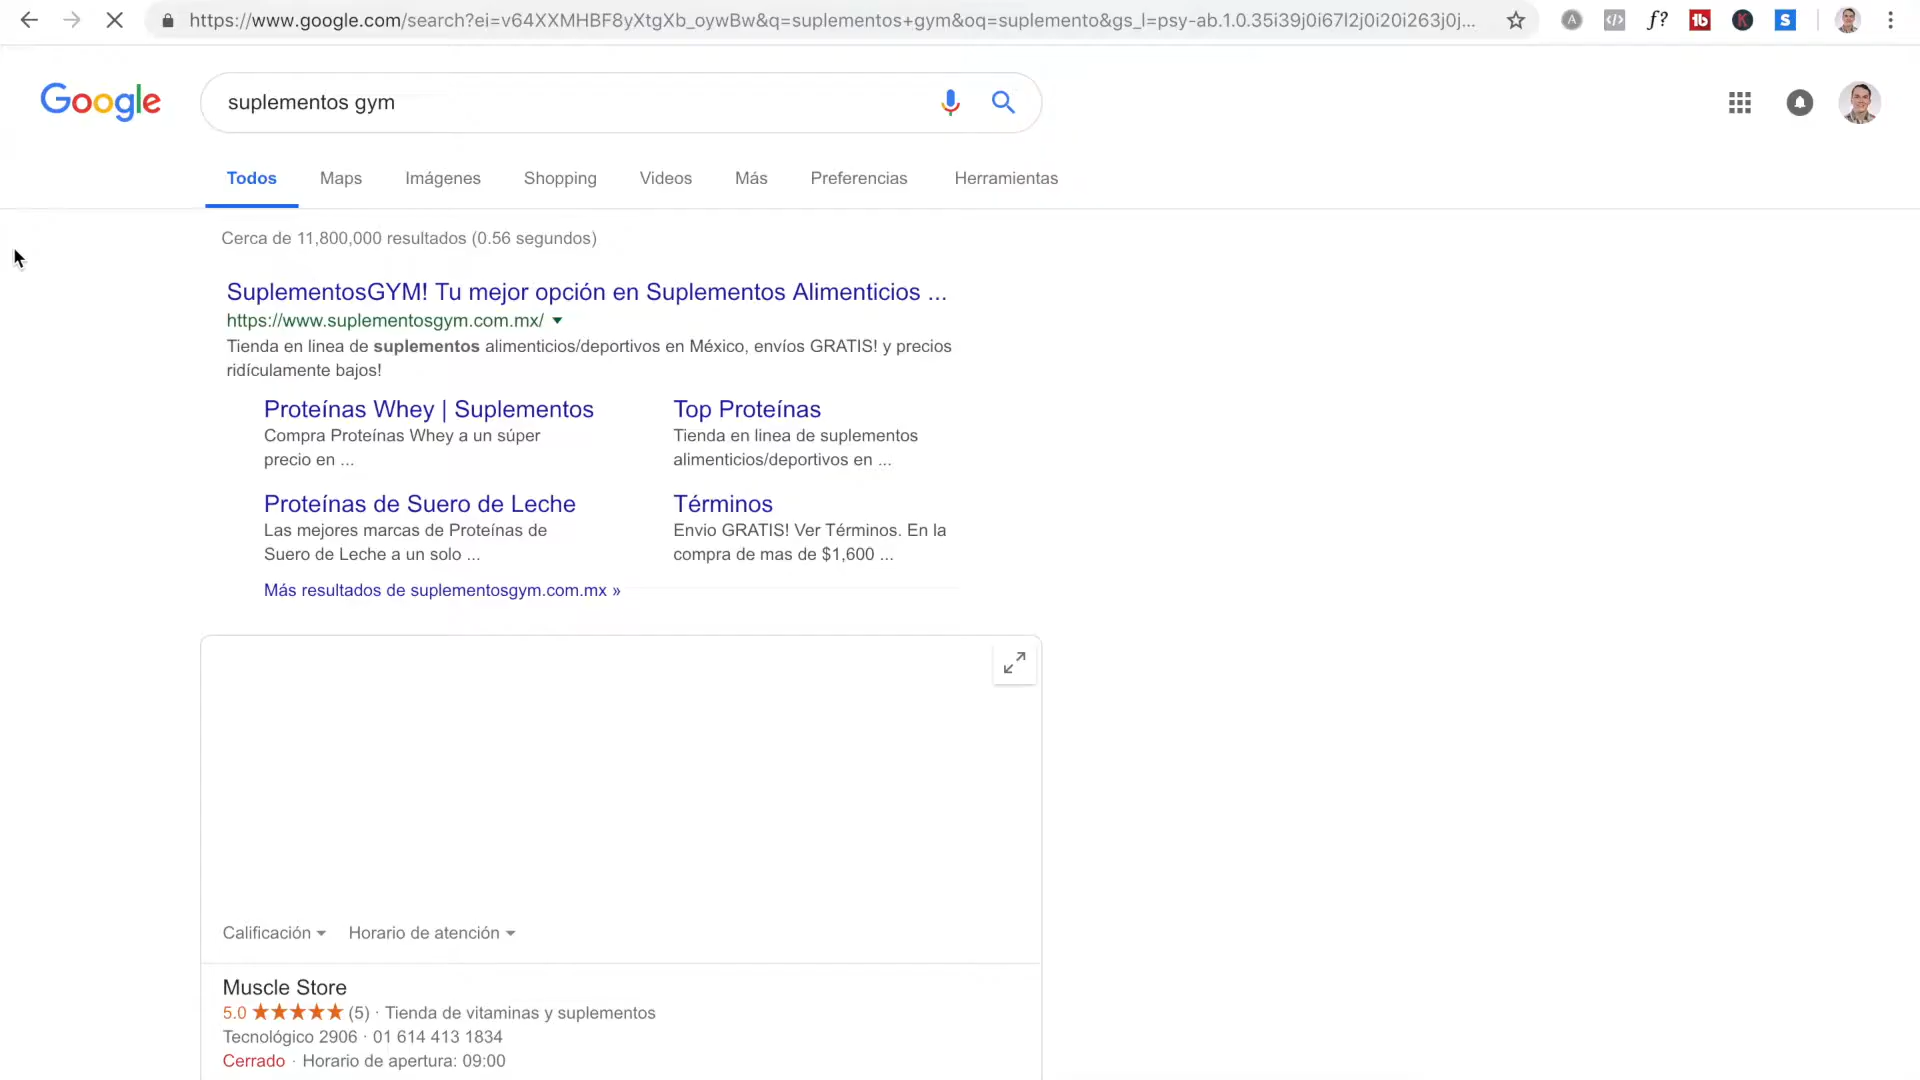 https://www.google.com/search?ei=v64XXMHBF8yXtgXb_oywBw&q=suplementos+gym&oq=suplemento&gs_l=psy-ab.1.0.35i39j0i67l2j0i20i263j0j...
A </> f? tb K S
Google
suplementos gym
Todos Maps Imágenes Shopping Videos Más Preferencias Herramientas
Cerca de 11,800,000 resultados (0.56 segundos)
SuplementosGYM! Tu mejor opción en Suplementos Alimenticios ...
https://www.suplementosgym.com.mx/
Tienda en linea de suplementos alimenticios/deportivos en México, envíos GRATIS! y precios
ridículamente bajos!
Proteínas Whey | Suplementos
Compra Proteínas Whey a un súper
precio en ...
Top Proteínas
Tienda en linea de suplementos
alimenticios/deportivos en ...
Proteínas de Suero de Leche
Las mejores marcas de Proteínas de
Suero de Leche a un solo ...
Términos
Envio GRATIS! Ver Términos. En la
compra de mas de $1,600 ...
Más resultados de suplementosgym.com.mx »
Calificación Horario de atención
Muscle Store
5.0 ★★★★★ (5) · Tienda de vitaminas y suplementos
Tecnológico 2906 · 01 614 413 1834
Cerrado · Horario de apertura: 09:00